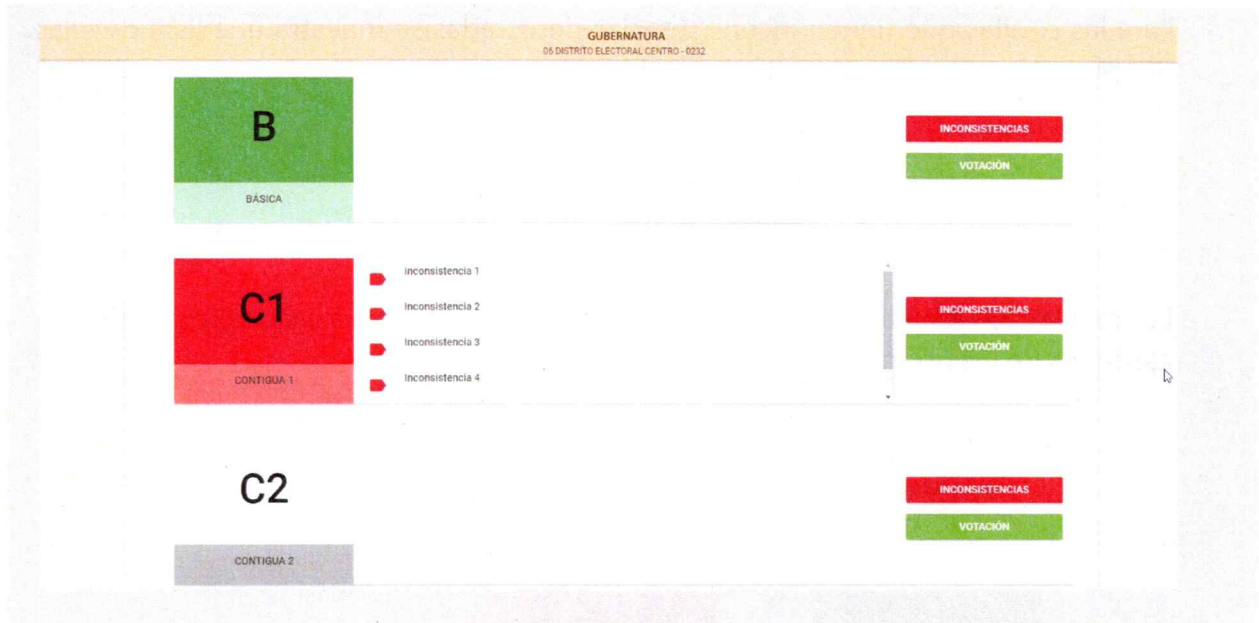 GUBERNATURA
06 DISTRITO ELECTORAL CENTRO - 0232
B
BÁSICA
INCONSISTENCIAS
VOTACIÓN
C1
CONTIGUA 1
Inconsistencia 1
Inconsistencia 2
Inconsistencia 3
Inconsistencia 4
INCONSISTENCIAS
VOTACIÓN
C2
CONTIGUA 2
INCONSISTENCIAS
VOTACIÓN